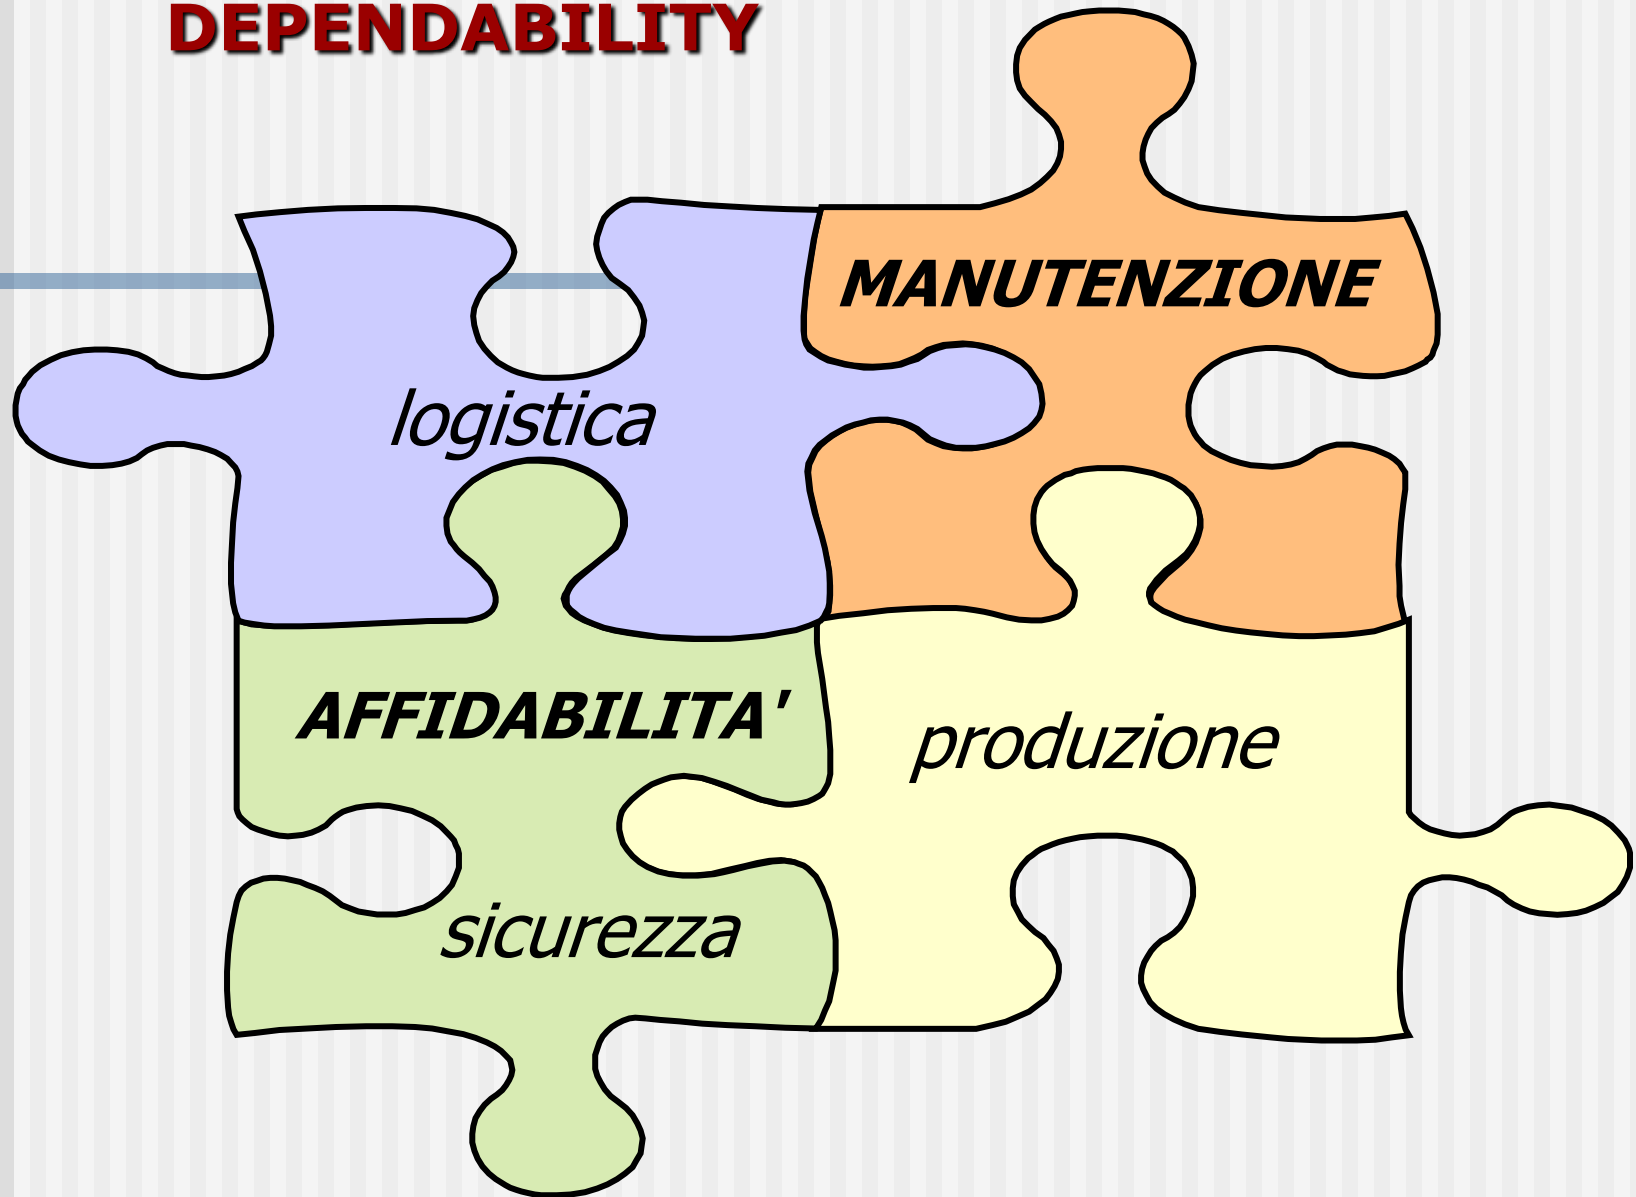 DEPENDABILITY
MANUTENZIONE
logistica
AFFIDABILITA'
produzione
sicurezza